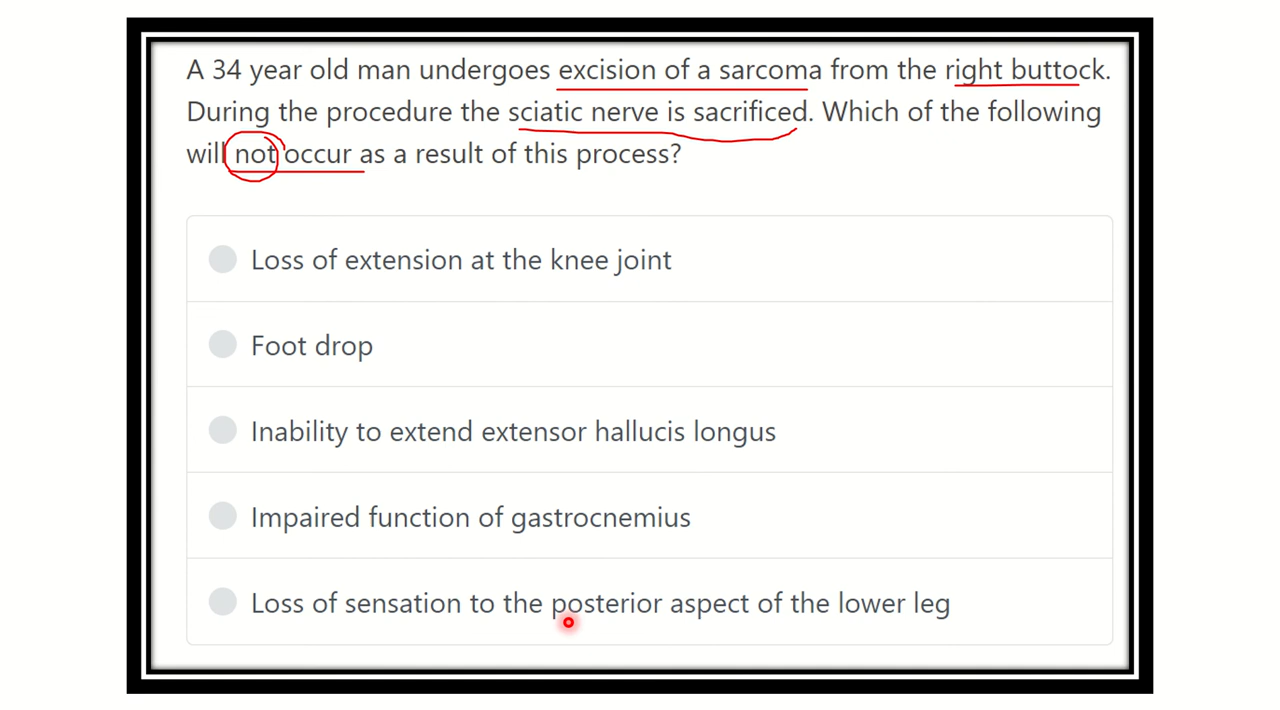 A 34 year old man undergoes excision of a sarcoma from the right buttock.
During the procedure the sciatic nerve is sacrificed. Which of the following
will not occur as a result of this process?
Loss of extension at the knee joint
Foot drop
Inability to extend extensor hallucis longus
Impaired function of gastrocnemius
Loss of sensation to the posterior aspect of the lower leg